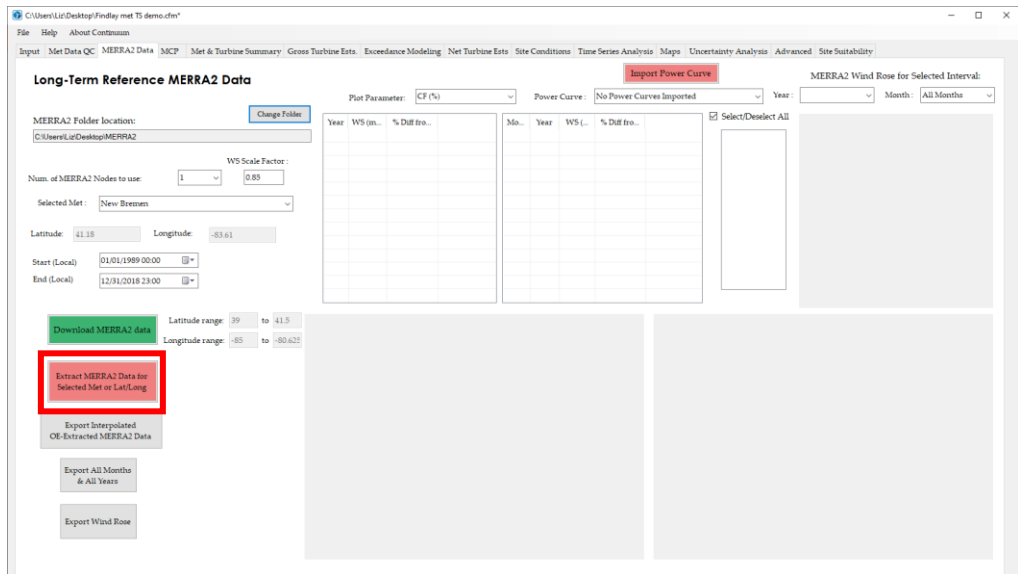 C:\Users\Liz\Desktop\Findlay met TS demo.cfm*
File Help About Continuum
Input Met Data QC MERRA2 Data MCP Met & Turbine Summary Gross Turbine Ests. Exceedance Modeling Net Turbine Ests Site Conditions Time Series Analysis Maps Uncertainty Analysis Advanced Site Suitability
Long-Term Reference MERRA2 Data
Import Power Curve
MERRA2 Wind Rose for Selected Interval:
Plot Parameter: CF (%) Power Curve: No Power Curves Imported Year: Month: All Months
MERRA2 Folder location: Change Folder
C:\Users\Liz\Desktop\MERRA2
Year WS (m... % Diff fro...
Mo... Year WS (... % Diff fro...
Select/Deselect All
WS Scale Factor:
Num. of MERRA2 Nodes to use: 1 0.85
Selected Met: New Bremen
Latitude: 41.18 Longitude: -83.61
Start (Local) 01/01/1989 00:00
End (Local) 12/31/2018 23:00
Download MERRA2 data
Latitude range: 39 to 41.5
Longitude range: -85 to -80.625
Extract MERRA2 Data for
Selected Met or Lat/Long
Export Interpolated
OE-Extracted MERRA2 Data
Export All Months
& All Years
Export Wind Rose